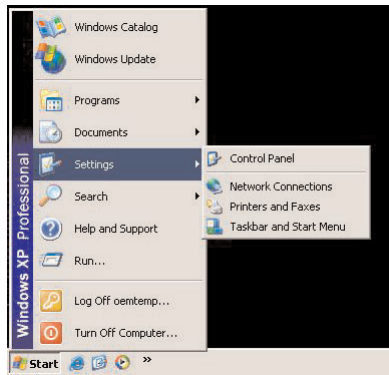 Windows Catalog
Windows Update
Programs
Documents
Settings
Search
Help and Support
Run...
Log Off oemtemp...
Turn Off Computer...
Windows XP Professional
Control Panel
Network Connections
Printers and Faxes
Taskbar and Start Menu
Start
»